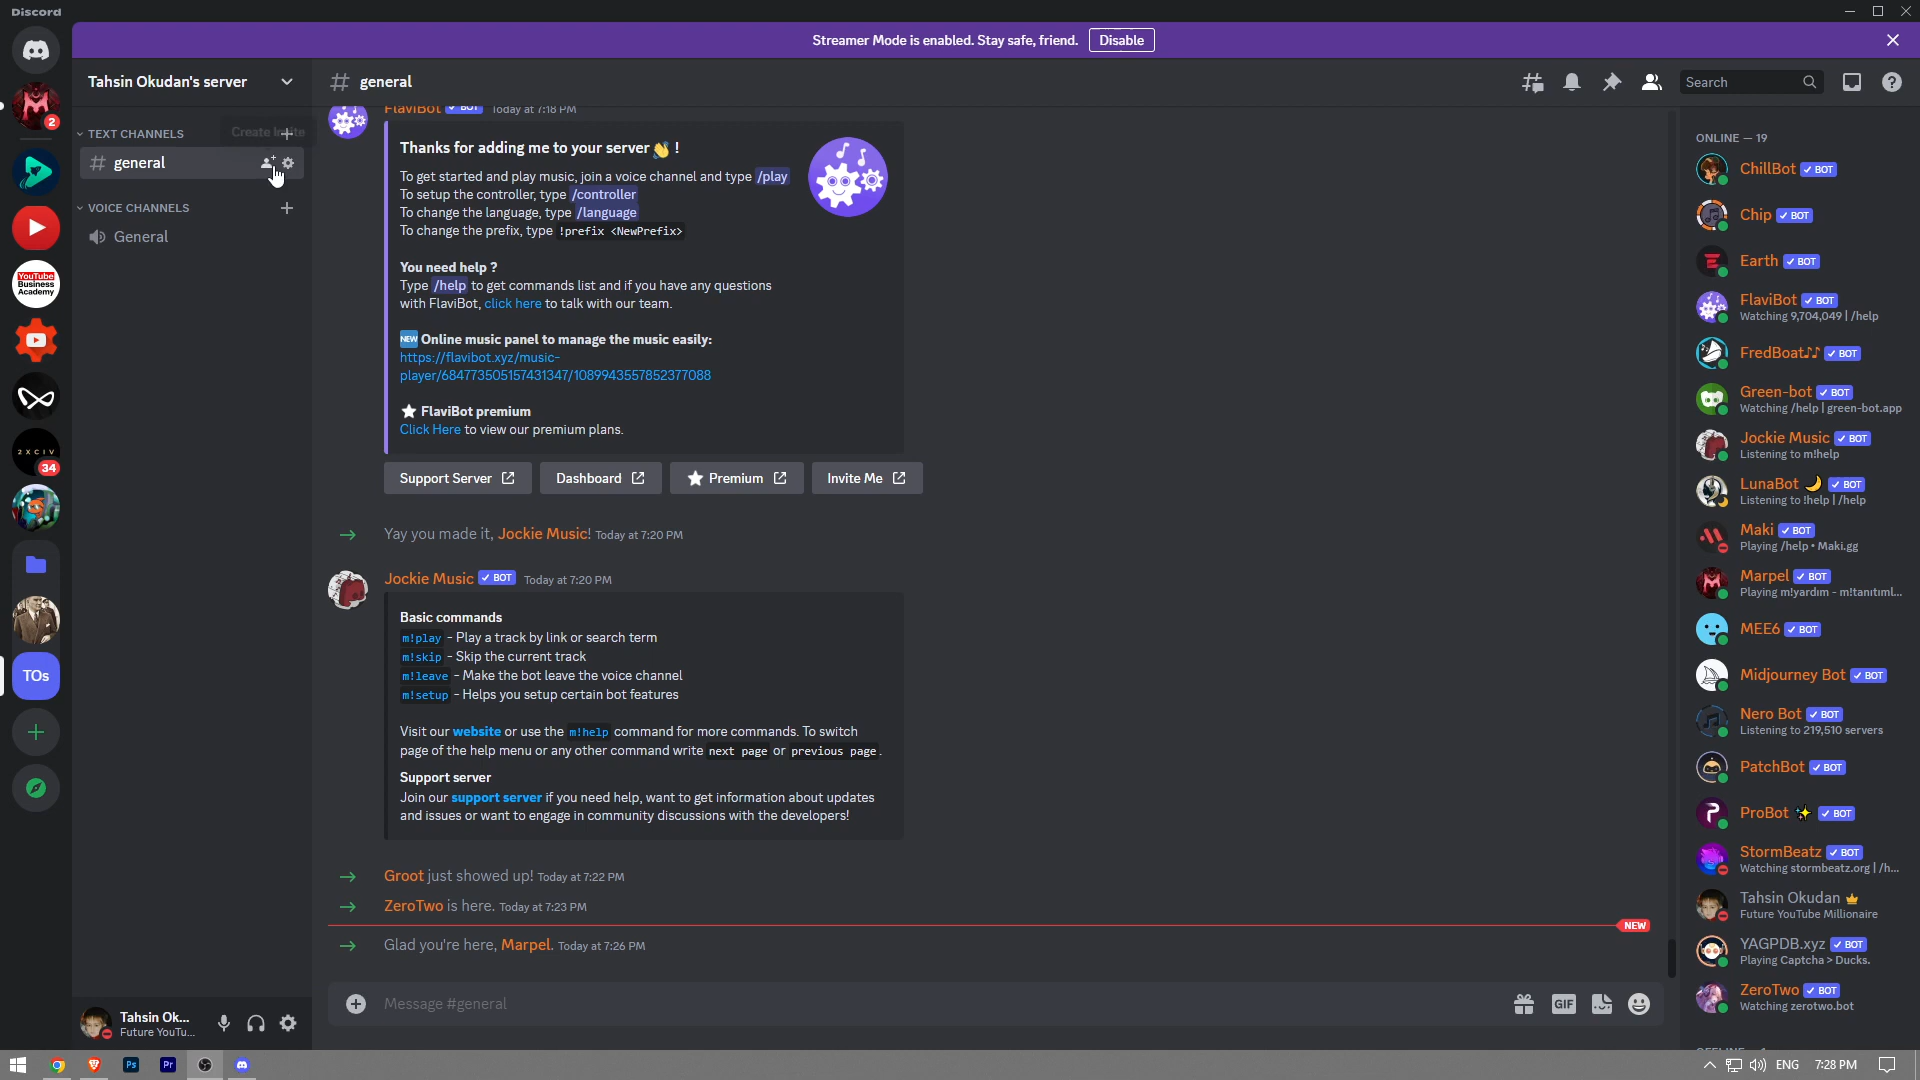 Discord
Streamer Mode is enabled. Stay safe, friend. Disable
Tahsin Okudan's server
general
Search
2
TEXT CHANNELS
Create Invite
general
VOICE CHANNELS
General
YouTube
Business
Academy
2XCIV
34
TOs
FlaviBot ✓ BOT Today at 7:18 PM
Thanks for adding me to your server 👋 !
To get started and play music, join a voice channel and type /play
To setup the controller, type /controller
To change the language, type /language
To change the prefix, type !prefix <NewPrefix>
You need help ?
Type /help to get commands list and if you have any questions
with FlaviBot, click here to talk with our team.
NEW Online music panel to manage the music easily:
https://flavibot.xyz/music-
player/684773505157431347/1089943557852377088
⭐ FlaviBot premium
Click Here to view our premium plans.
Support Server
Dashboard
Premium
Invite Me
Yay you made it, Jockie Music! Today at 7:20 PM
Jockie Music ✓ BOT Today at 7:20 PM
Basic commands
m!play - Play a track by link or search term
m!skip - Skip the current track
m!leave - Make the bot leave the voice channel
m!setup - Helps you setup certain bot features
Visit our website or use the m!help command for more commands. To switch
page of the help menu or any other command write next page or previous page.
Support server
Join our support server if you need help, want to get information about updates
and issues or want to engage in community discussions with the developers!
Groot just showed up! Today at 7:22 PM
ZeroTwo is here. Today at 7:23 PM
NEW
Glad you're here, Marpel. Today at 7:26 PM
Message #general
GIF
ONLINE — 19
ChillBot ✓ BOT
Chip ✓ BOT
Earth ✓ BOT
FlaviBot ✓ BOT
Watching 9,704,049 | /help
FredBoat♪♪ ✓ BOT
Green-bot ✓ BOT
Watching /help | green-bot.app
Jockie Music ✓ BOT
Listening to m!help
LunaBot 🌙 ✓ BOT
Listening to !help | /help
Maki ✓ BOT
Playing /help • Maki.gg
Marpel ✓ BOT
Playing m!yardım - m!tanıtıml...
MEE6 ✓ BOT
Midjourney Bot ✓ BOT
Nero Bot ✓ BOT
Listening to 219,510 servers
PatchBot ✓ BOT
ProBot ✨ ✓ BOT
StormBeatz ✓ BOT
Watching stormbeatz.org | /h...
Tahsin Okudan
Future YouTube Millionaire
YAGPDB.xyz ✓ BOT
Playing Captcha > Ducks.
ZeroTwo ✓ BOT
Watching zerotwo.bot
Tahsin Ok...
Future YouTu...
Ps
Pr
ENG
7:28 PM